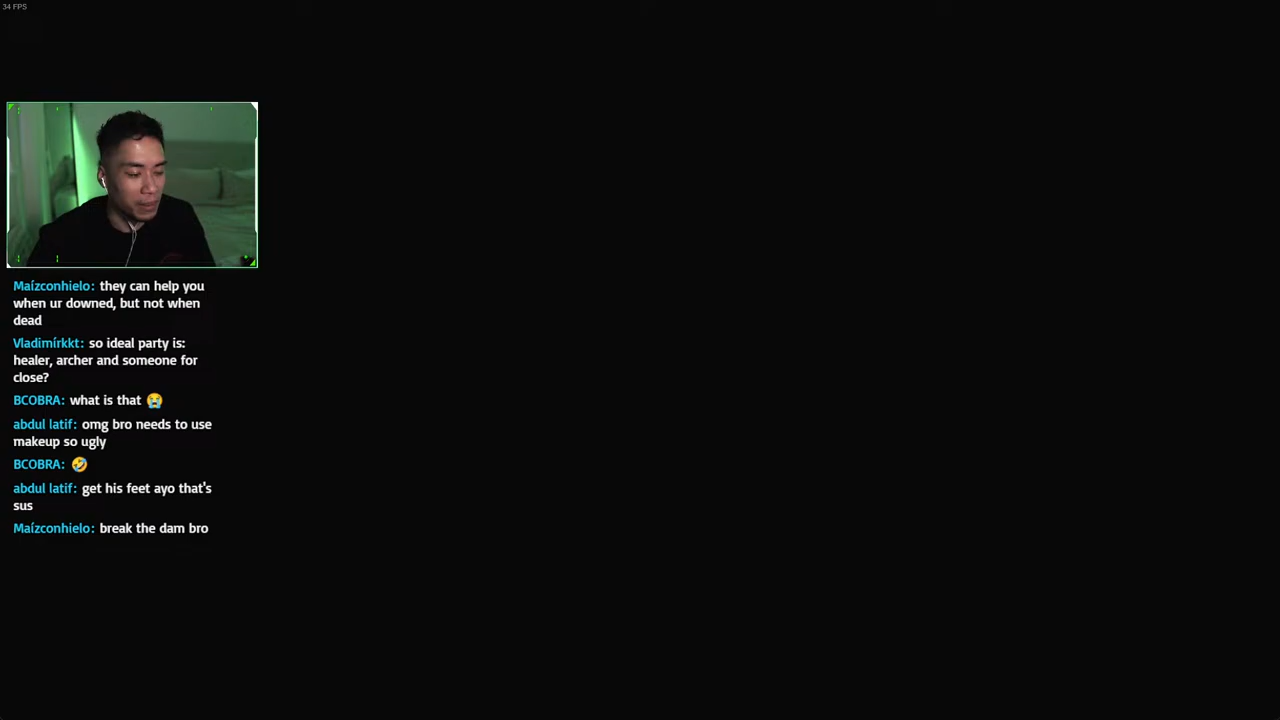 34 FPS
Maízconhielo: they can help you
when ur downed, but not when
dead
Vladimírkkt: so ideal party is:
healer, archer and someone for
close?
BCOBRA: what is that 😭
abdul latif: omg bro needs to use
makeup so ugly
BCOBRA: 🤣
abdul latif: get his feet ayo that's
sus
Maízconhielo: break the dam bro